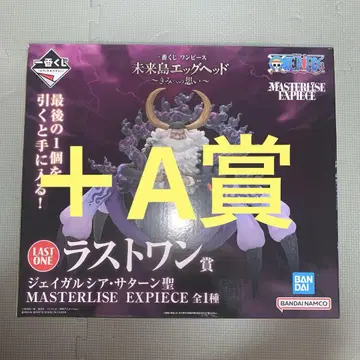 一番くじ
一番くじ ワンピース
未来島エッグヘッド
ONE PIECE
MASTERLISE EXPIECE
最後の1個を
引くと手に入る!
+A賞
LAST ONE
ラストワン賞
ジェイガルシア・サターン聖
MASTERLISE EXPIECE 全1種
BANDAI
BANDAI NAMCO